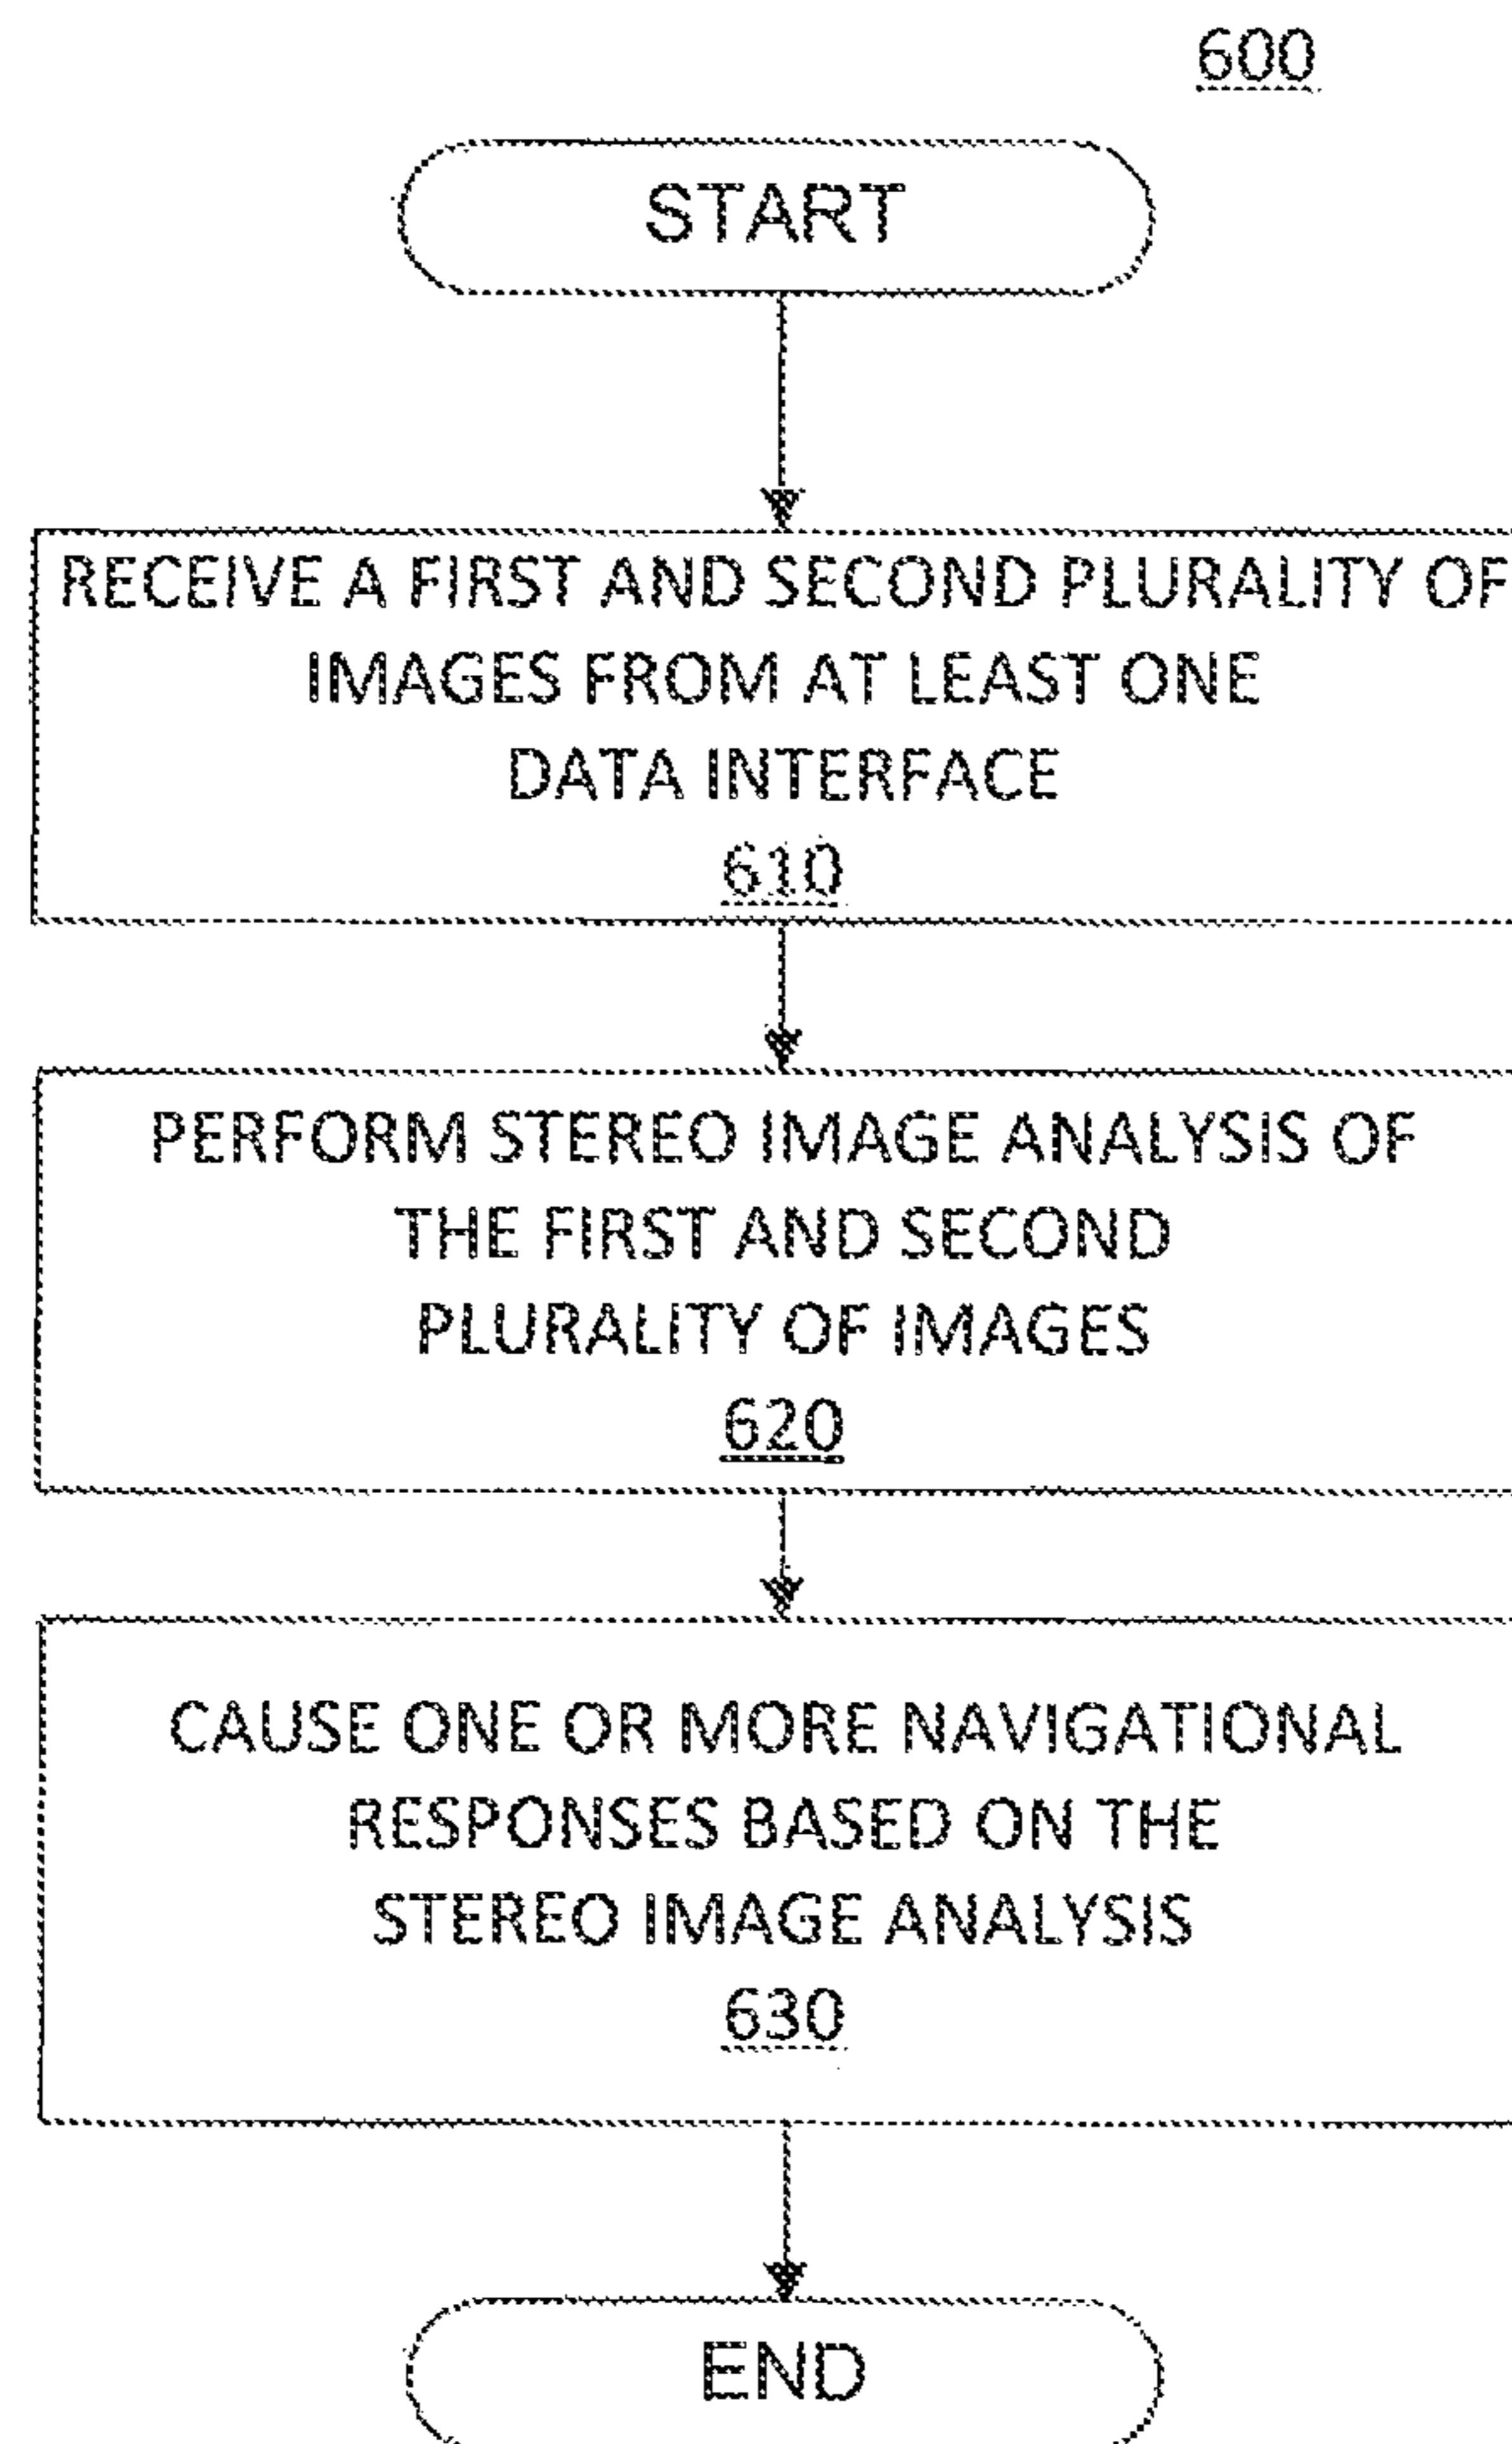 600
START
RECEIVE A FIRST AND SECOND PLURALITY OF
IMAGES FROM AT LEAST ONE
DATA INTERFACE
610
PERFORM STEREO IMAGE ANALYSIS OF
THE FIRST AND SECOND
PLURALITY OF IMAGES
620
CAUSE ONE OR MORE NAVIGATIONAL
RESPONSES BASED ON THE
STEREO IMAGE ANALYSIS
630
END